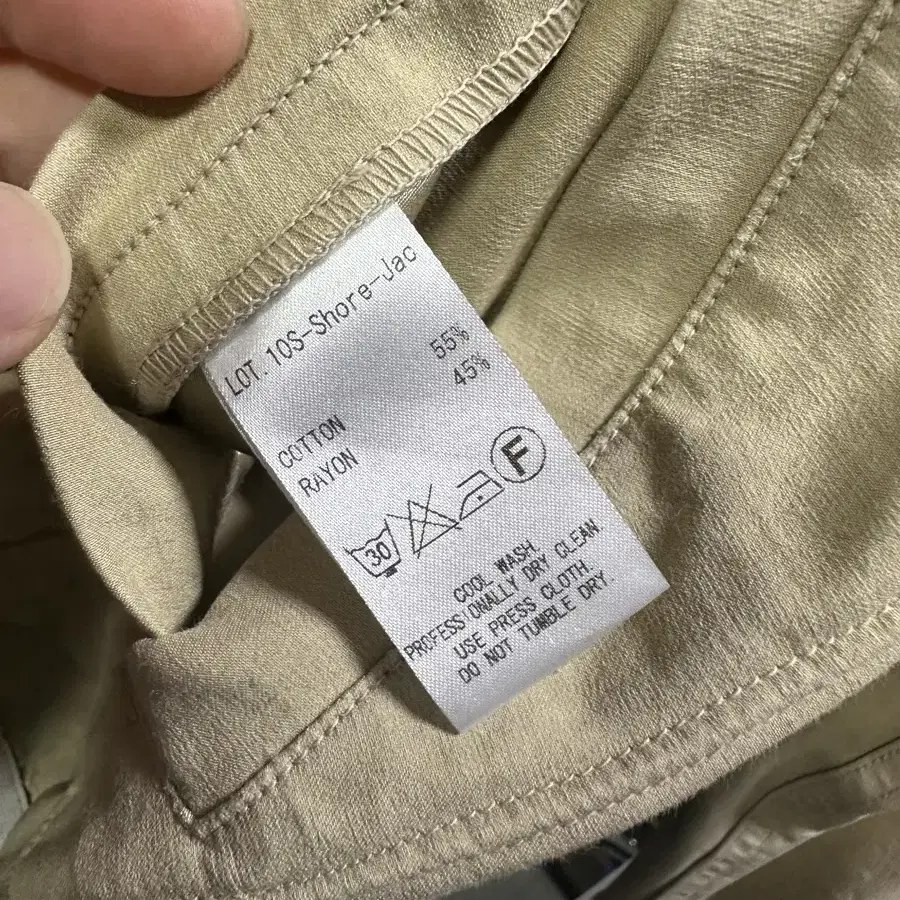 LOT.10S-Shore-Jac
COTTON 55%
RAYON 45%
30 F
COOL WASH.
PROFESSIONALLY DRY CLEAN.
USE PRESS CLOTH.
DO NOT TUMBLE DRY.